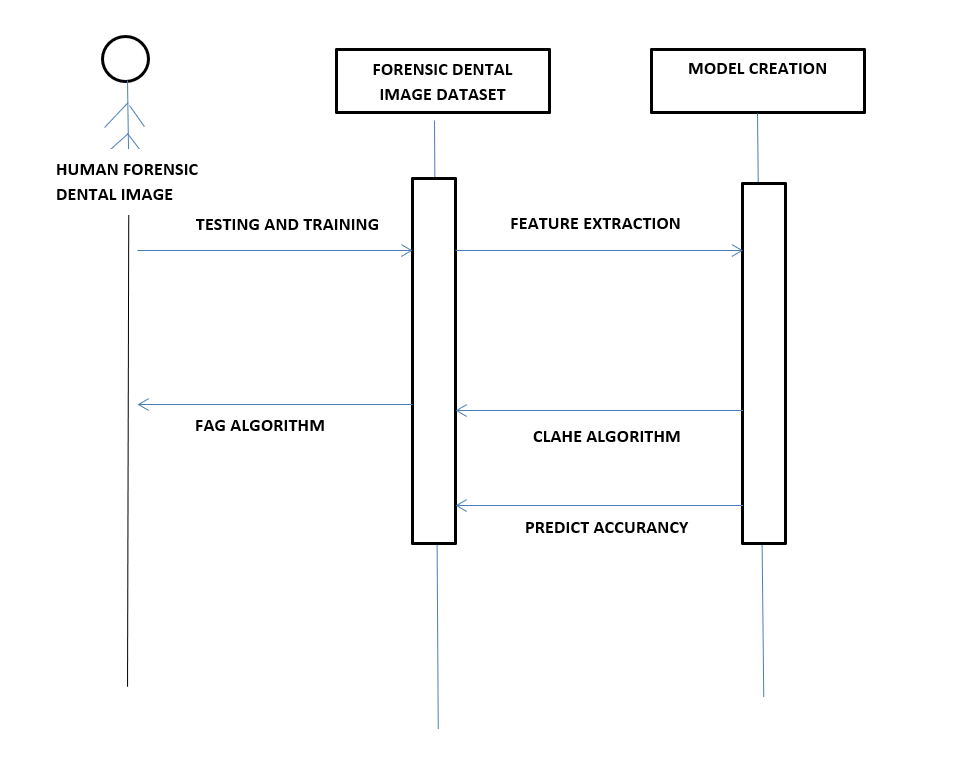 FORENSIC DENTAL
IMAGE DATASET
MODEL CREATION
HUMAN FORENSIC
DENTAL IMAGE
TESTING AND TRAINING
FEATURE EXTRACTION
FAG ALGORITHM
CLAHE ALGORITHM
PREDICT ACCURANCY